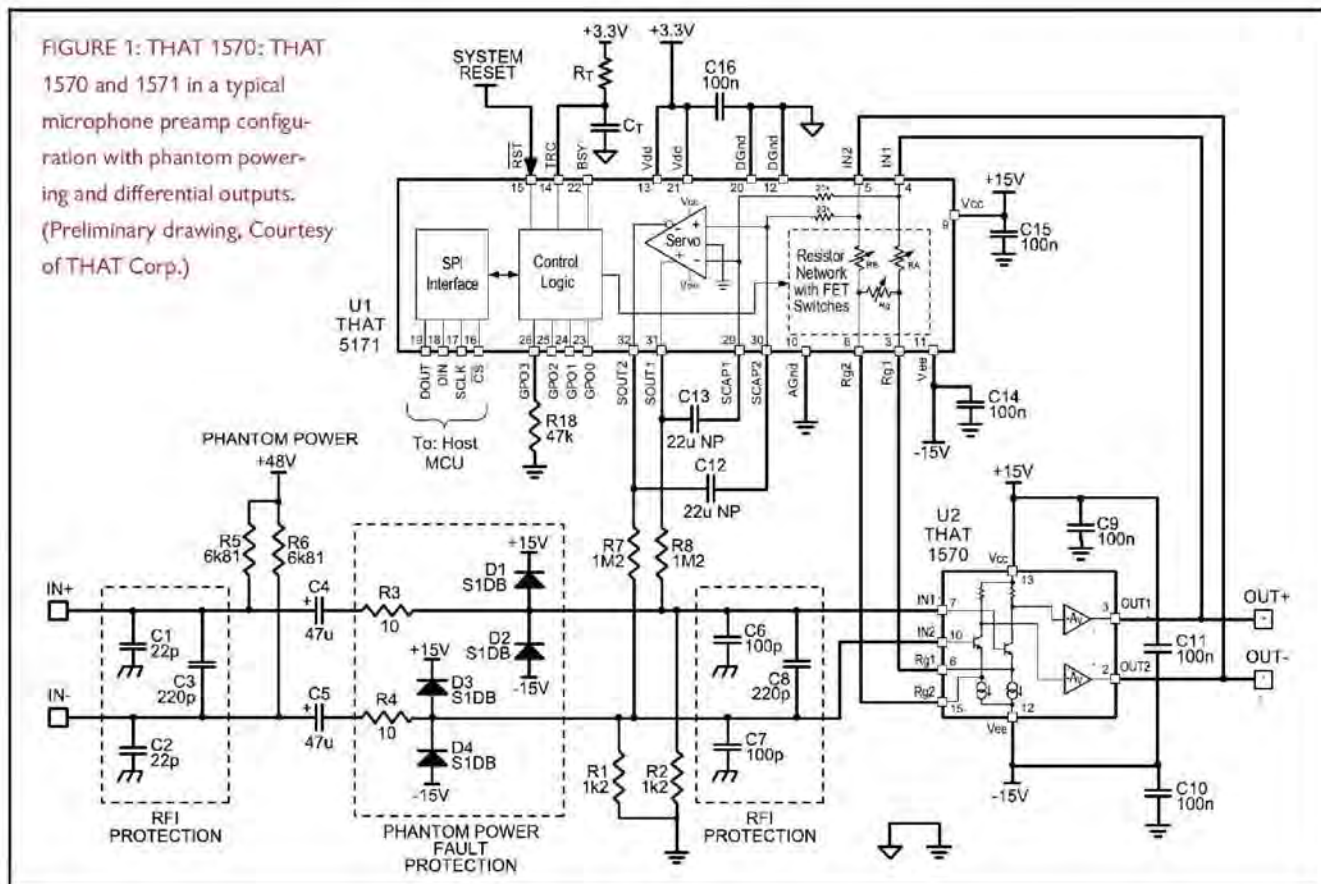 FIGURE 1: THAT 1570: THAT
1570 and 1571 in a typical
microphone preamp configu-
ration with phantom power-
ing and differential outputs.
(Preliminary drawing, Courtesy
of THAT Corp.)
SYSTEM
RESET
+3.3V
+3.3V
RT
CT
C16
100n
RST
TRC
BSY
Vdd
Vdd
DGnd
DGnd
IN2
IN1
15
14
22
13
21
20
12
5
4
+15V
Vcc
9
C15
100n
SPI
Interface
Control
Logic
Vcc
Servo
Resistor
Network
with FET
Switches
RB
RA
RG
U1
THAT
5171
19
18
17
16
26
25
24
23
32
31
29
30
10
8
3
11
DOUT
DIN
SCLK
CS
GPO3
GPO2
GPO1
GPO0
SOUT2
SOUT1
SCAP1
SCAP2
AGnd
Rg2
Rg1
Vee
To: Host
MCU
R18
47k
C13
22u NP
C12
22u NP
C14
100n
-15V
PHANTOM POWER
+48V
R5
6k81
R6
6k81
R7
1M2
R8
1M2
+15V
C9
100n
U2
THAT
1570
IN+
C1
22p
C3
220p
C4
+
47u
R3
10
+15V
D1
S1DB
D2
S1DB
-15V
IN-
C2
22p
C5
+
47u
R4
10
+15V
D3
S1DB
D4
S1DB
-15V
R1
1k2
R2
1k2
C6
100p
C8
220p
C7
100p
Vcc
13
IN1
7
IN2
10
Rg1
6
Rg2
15
-Av
-Av
3
OUT1
2
OUT2
12
Vee
-15V
C11
100n
C10
100n
OUT+
OUT-
RFI
PROTECTION
PHANTOM POWER
FAULT
PROTECTION
RFI
PROTECTION